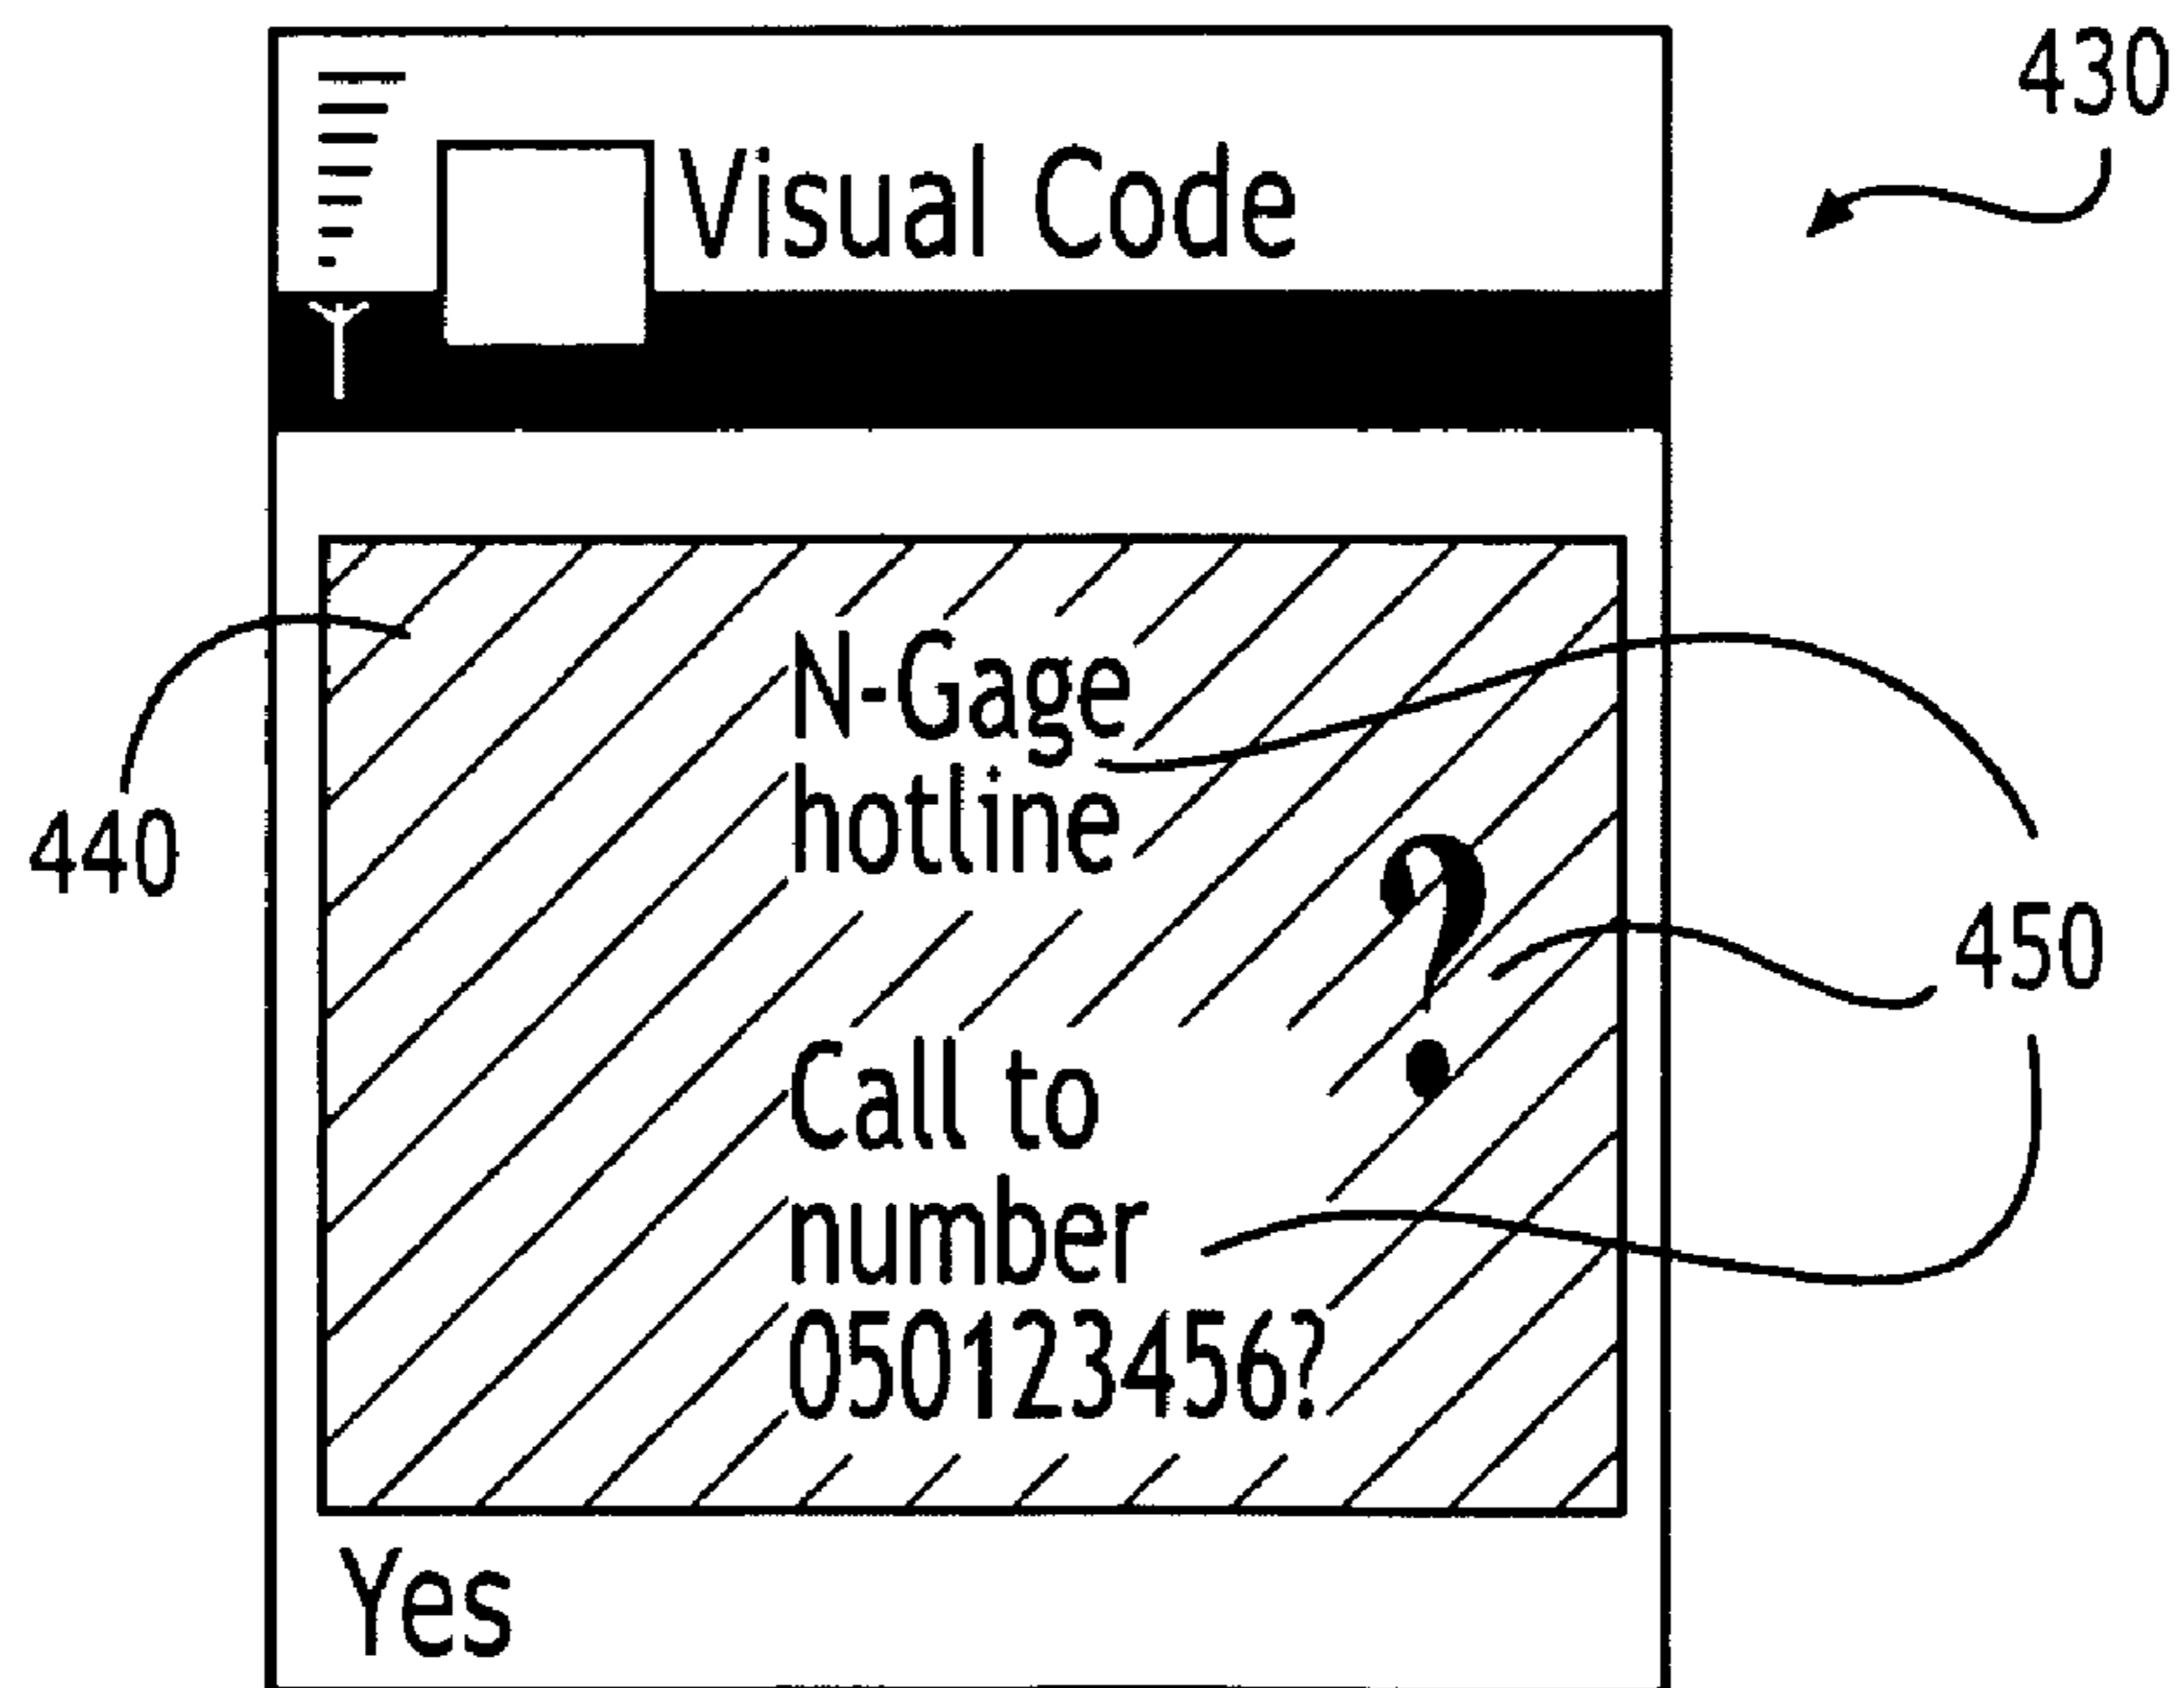 430
Visual Code
N-Gage
hotline
440
?
450
Call to
number
050123456?
Yes